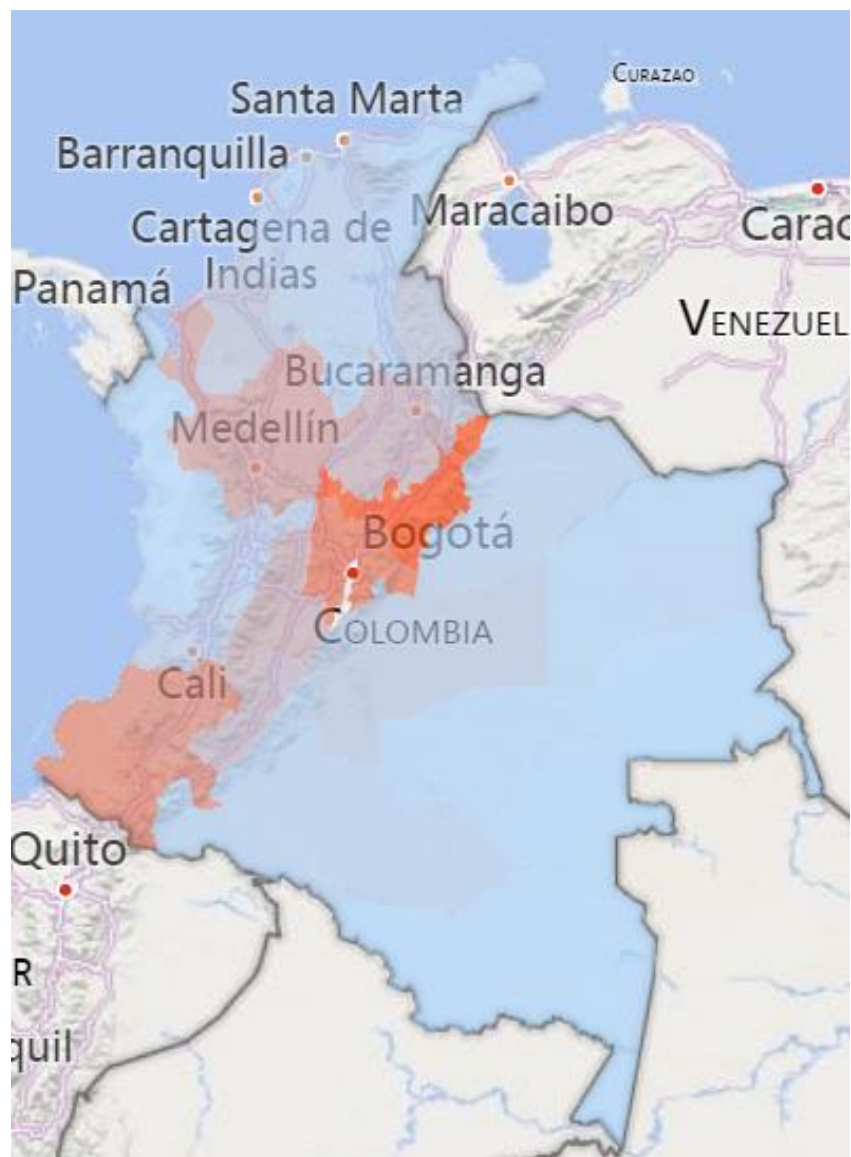 CURAZAO
Santa Marta
Barranquilla
Maracaibo
Carac
Cartagena de
Indias
Panamá
VENEZUEL
Bucaramanga
Medellín
Bogotá
COLOMBIA
Cali
Quito
R
quil